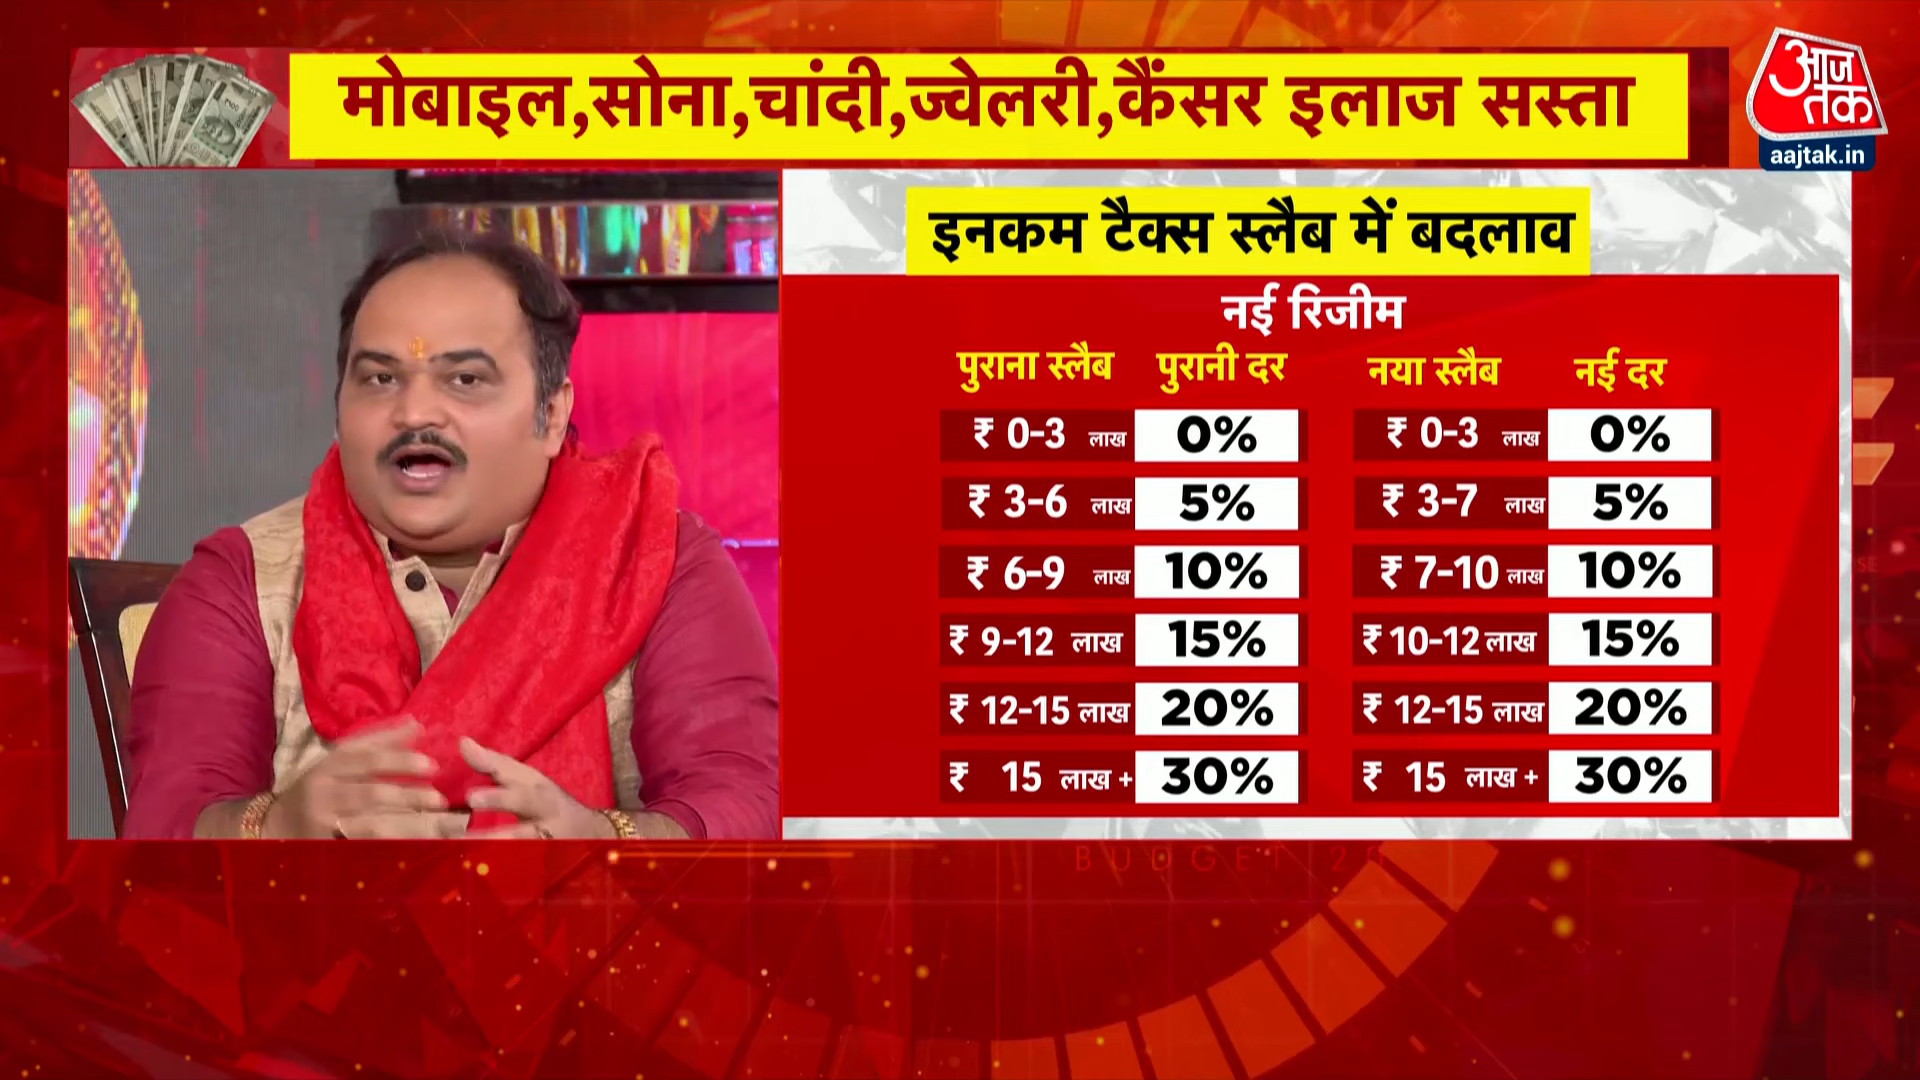 मोबाइल,सोना,चांदी,ज्वेलरी,कैंसर इलाज सस्ता
आज
तक
aajtak.in
इनकम टैक्स स्लैब में बदलाव
नई रिजीम
पुराना स्लैब पुरानी दर नया स्लैब नई दर
₹ 0-3 लाख 0% ₹ 0-3 लाख 0%
₹ 3-6 लाख 5% ₹ 3-7 लाख 5%
₹ 6-9 लाख 10% ₹ 7-10 लाख 10%
₹ 9-12 लाख 15% ₹ 10-12 लाख 15%
₹ 12-15 लाख 20% ₹ 12-15 लाख 20%
₹ 15 लाख + 30% ₹ 15 लाख + 30%
BUDGET